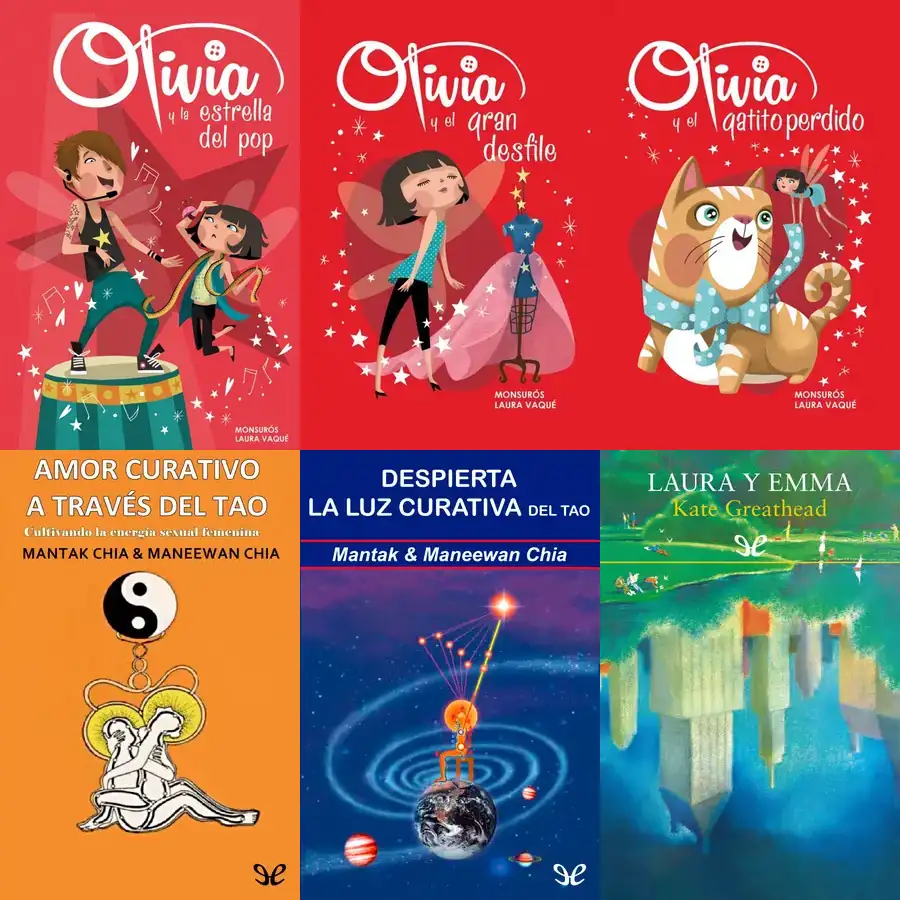 Olivia
y la estrella
del pop
MONSURÓS
LAURA VAQUÉ
Olivia
y el gran
desfile
MONSURÓS
LAURA VAQUÉ
Olivia
y el gatito perdido
MONSURÓS
LAURA VAQUÉ
AMOR CURATIVO
A TRAVÉS DEL TAO
Cultivando la energía sexual femenina
MANTAK CHIA & MANEEWAN CHIA
DESPIERTA
LA LUZ CURATIVA DEL TAO
Mantak & Maneewan Chia
LAURA Y EMMA
Kate Greathead